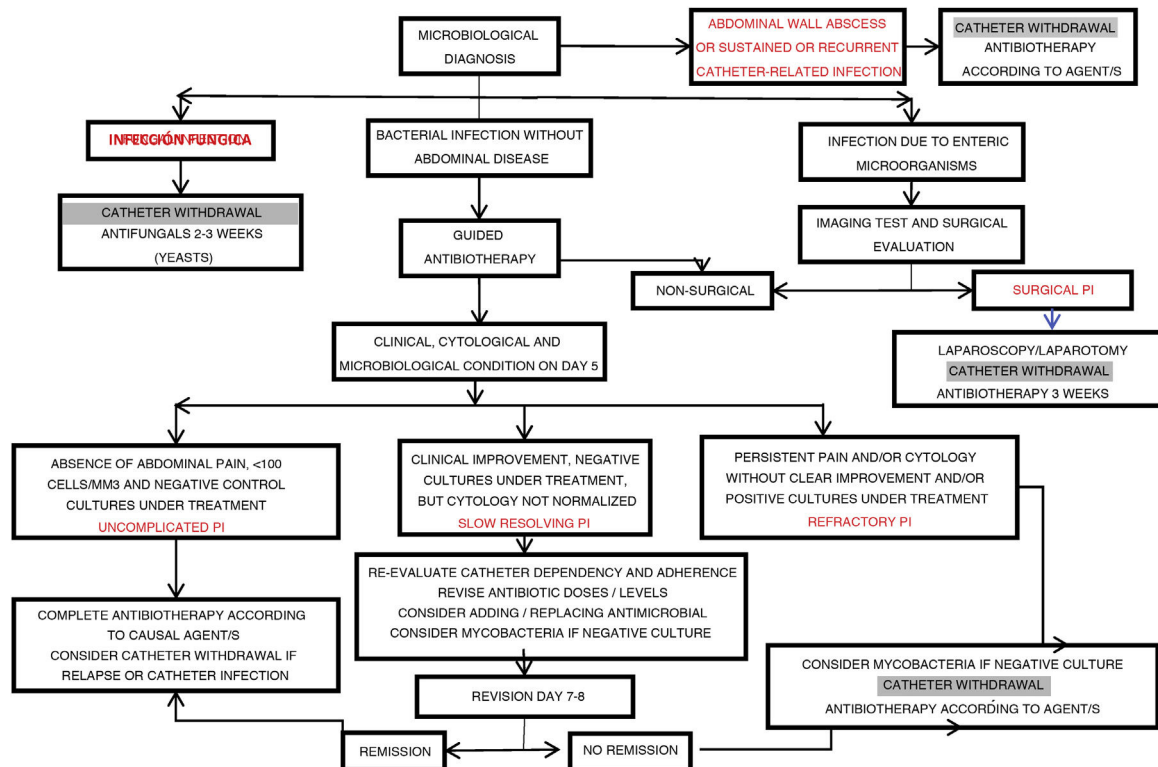 MICROBIOLOGICAL
DIAGNOSIS
ABDOMINAL WALL ABSCESS
OR SUSTAINED OR RECURRENT
CATHETER-RELATED INFECTION
CATHETER WITHDRAWAL
ANTIBIOTHERAPY
ACCORDING TO AGENT/S
INFECCIÓN FUNGICA
BACTERIAL INFECTION WITHOUT
ABDOMINAL DISEASE
INFECTION DUE TO ENTERIC
MICROORGANISMS
CATHETER WITHDRAWAL
ANTIFUNGALS 2-3 WEEKS
(YEASTS)
GUIDED
ANTIBIOTHERAPY
IMAGING TEST AND SURGICAL
EVALUATION
NON-SURGICAL
SURGICAL PI
CLINICAL, CYTOLOGICAL AND
MICROBIOLOGICAL CONDITION ON DAY 5
LAPAROSCOPY/LAPAROTOMY
CATHETER WITHDRAWAL
ANTIBIOTHERAPY 3 WEEKS
ABSENCE OF ABDOMINAL PAIN, <100
CELLS/MM3 AND NEGATIVE CONTROL
CULTURES UNDER TREATMENT
UNCOMPLICATED PI
CLINICAL IMPROVEMENT, NEGATIVE
CULTURES UNDER TREATMENT,
BUT CYTOLOGY NOT NORMALIZED
SLOW RESOLVING PI
PERSISTENT PAIN AND/OR CYTOLOGY
WITHOUT CLEAR IMPROVEMENT AND/OR
POSITIVE CULTURES UNDER TREATMENT
REFRACTORY PI
COMPLETE ANTIBIOTHERAPY ACCORDING
TO CAUSAL AGENT/S
CONSIDER CATHETER WITHDRAWAL IF
RELAPSE OR CATHETER INFECTION
RE-EVALUATE CATHETER DEPENDENCY AND ADHERENCE
REVISE ANTIBIOTIC DOSES / LEVELS
CONSIDER ADDING / REPLACING ANTIMICROBIAL
CONSIDER MYCOBACTERIA IF NEGATIVE CULTURE
CONSIDER MYCOBACTERIA IF NEGATIVE CULTURE
CATHETER WITHDRAWAL
ANTIBIOTHERAPY ACCORDING TO AGENT/S
REVISION DAY 7-8
REMISSION
NO REMISSION